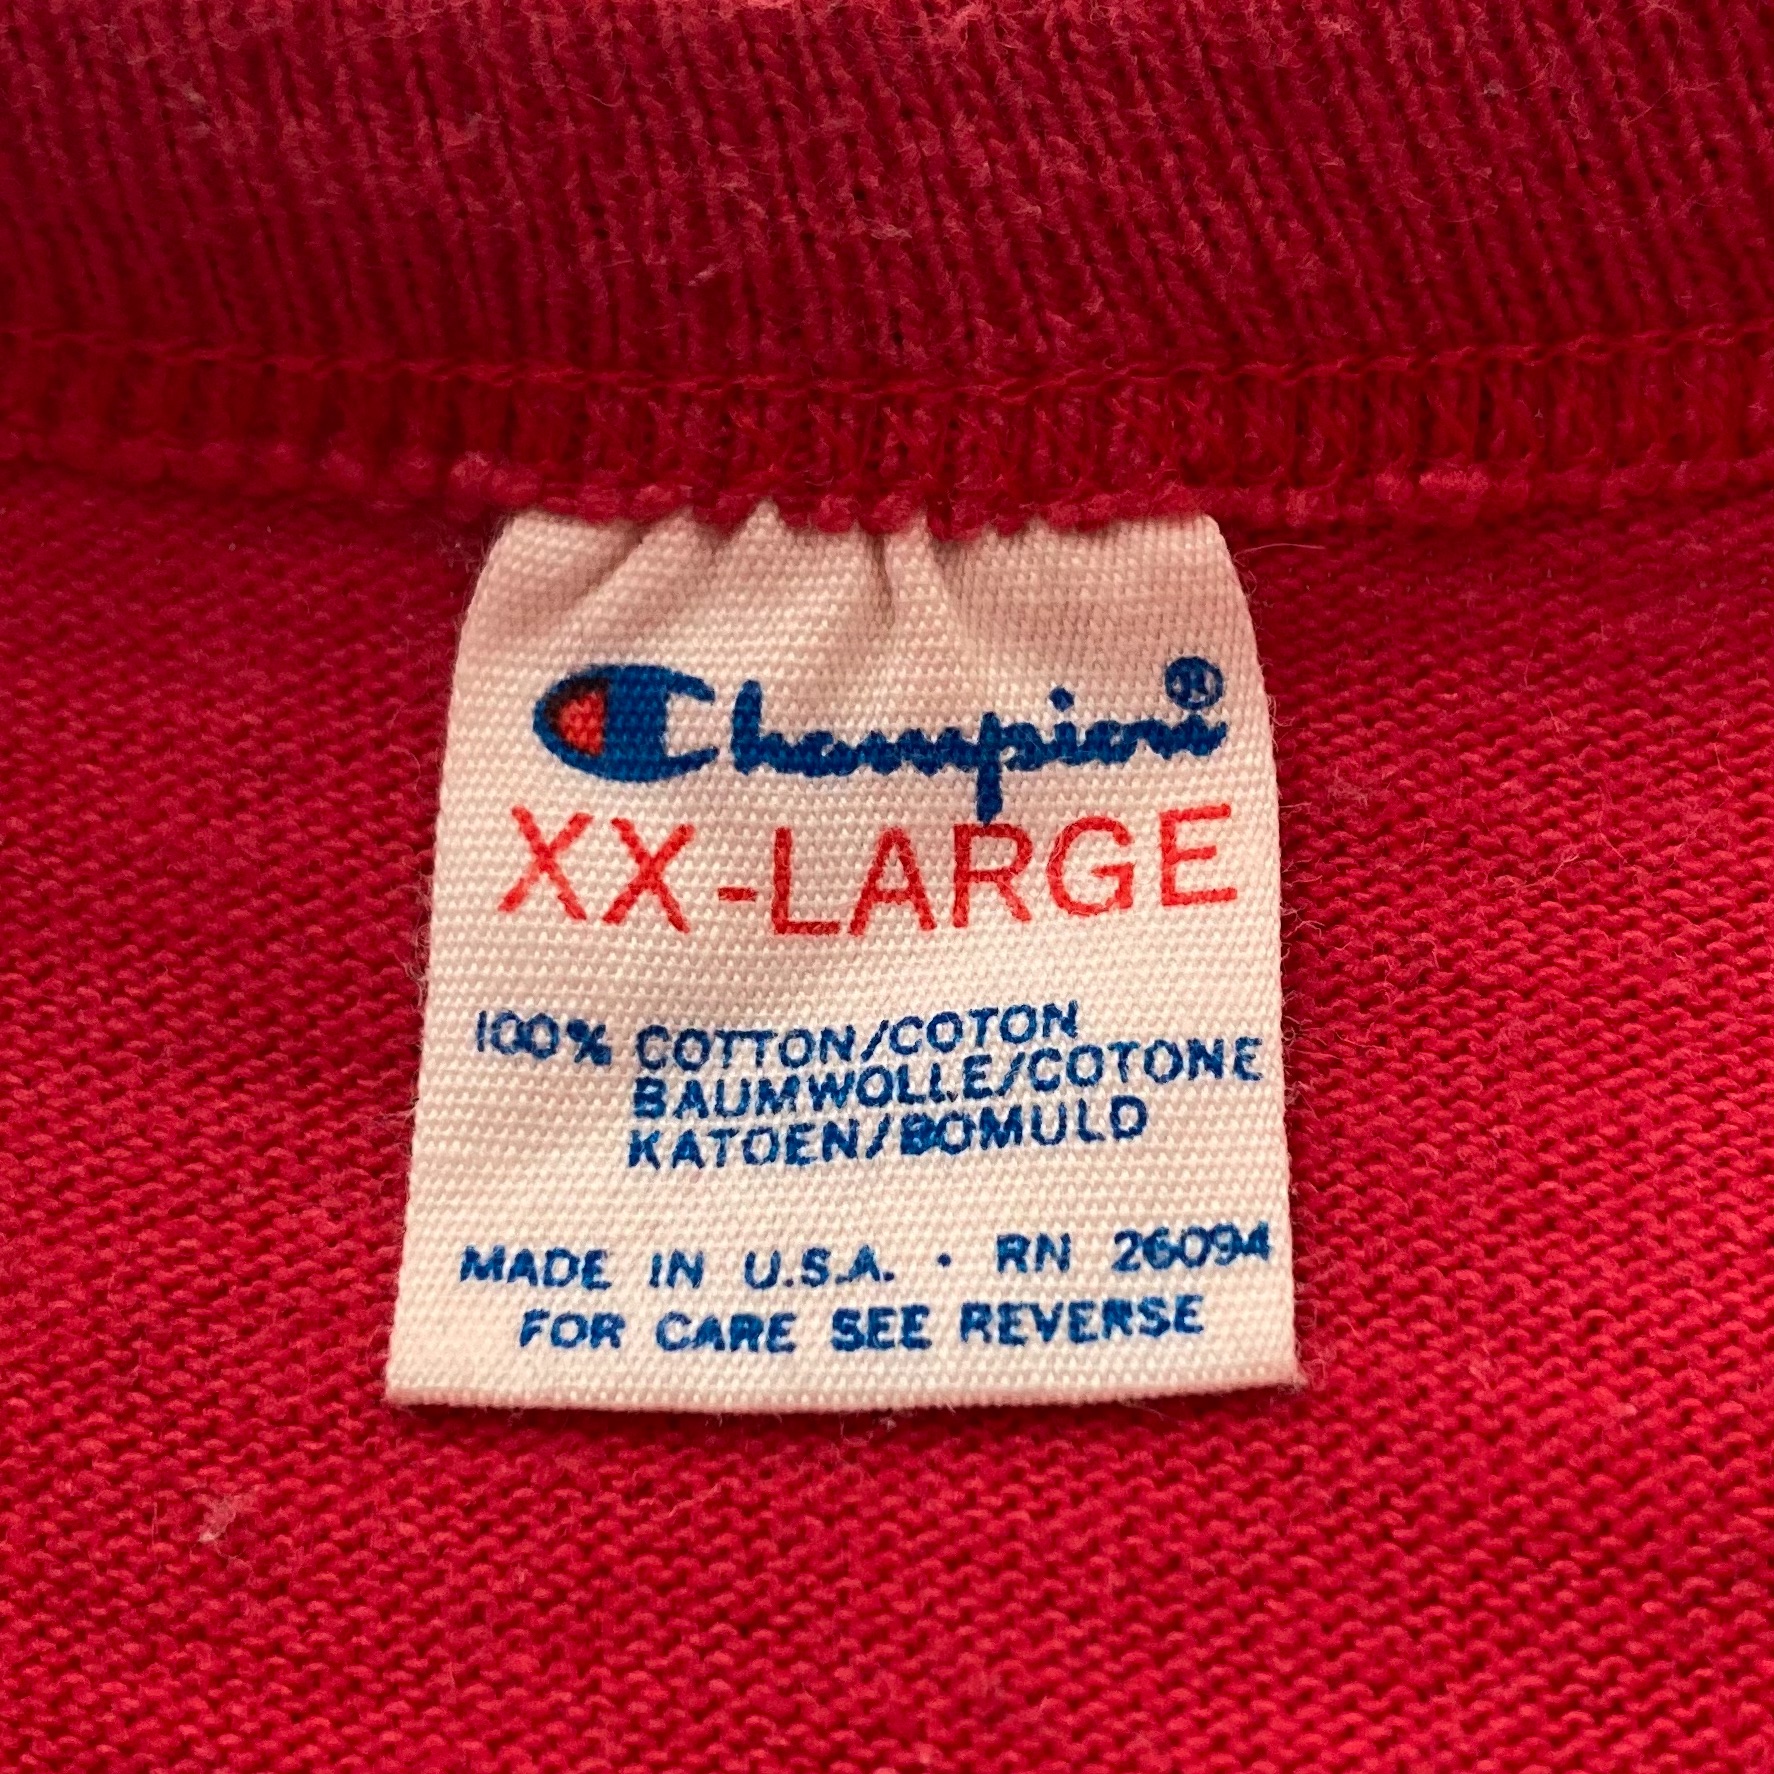 Champion®
XX-LARGE
100% COTTON/COTON
BAUMWOLLE/COTONE
KATOEN/BOMULD
MADE IN U.S.A. • RN 26094
FOR CARE SEE REVERSE